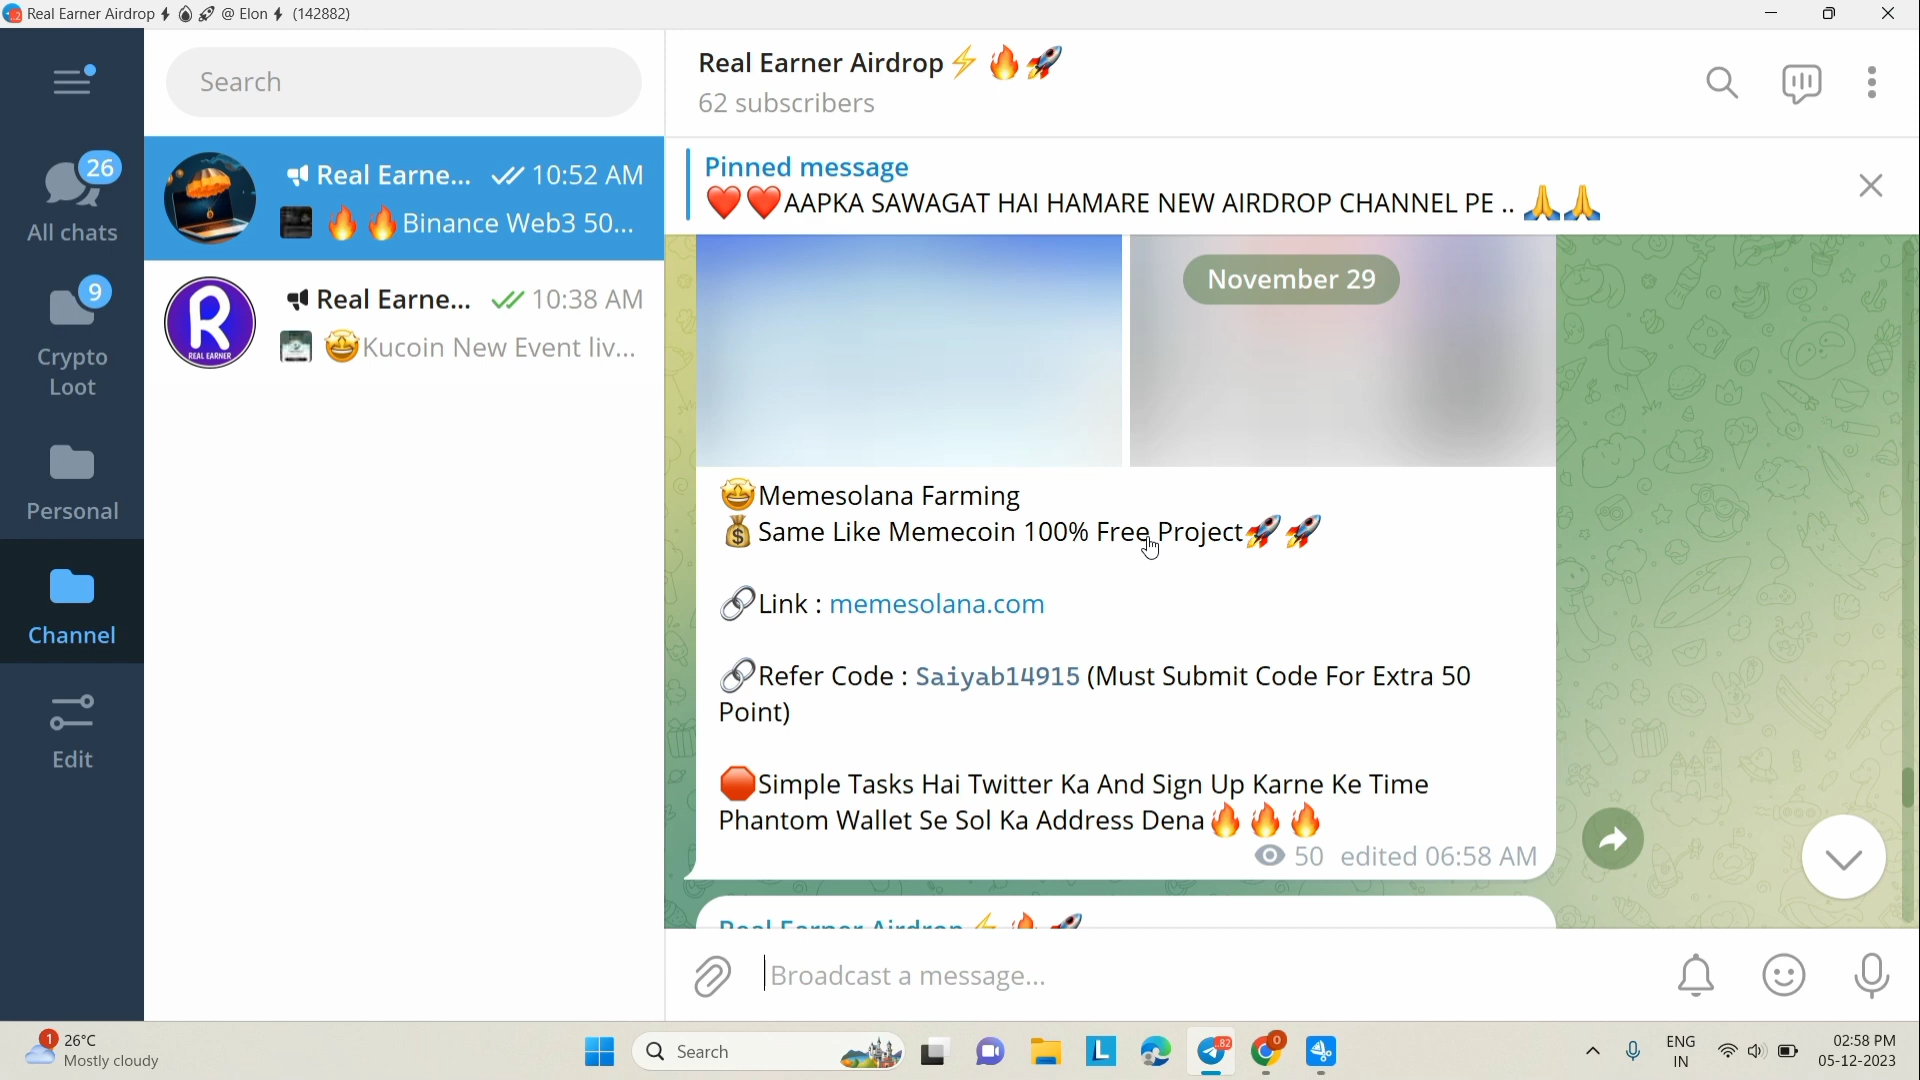 Real Earner Airdrop⚡💧🚀 @ Elon⚡ (142882)
Search
Real Earner Airdrop⚡🔥🚀
62 subscribers
Pinned message
❤️❤️AAPKA SAWAGAT HAI HAMARE NEW AIRDROP CHANNEL PE .. 🙏🙏
26
All chats
9
Crypto
Loot
Personal
Channel
Edit
Real Earne... 10:52 AM
🔥🔥Binance Web3 50...
R
REAL EARNER
Real Earne... 10:38 AM
🤩Kucoin New Event liv...
November 29
🤩Memesolana Farming
💰Same Like Memecoin 100% Free Project🚀🚀
🔗Link : memesolana.com
🔗Refer Code : Saiyab14915 (Must Submit Code For Extra 50
Point)
🛑Simple Tasks Hai Twitter Ka And Sign Up Karne Ke Time
Phantom Wallet Se Sol Ka Address Dena🔥🔥🔥
50 edited 06:58 AM
Real Earner Airdrop⚡🔥🚀
Broadcast a message...
1
26°C
Mostly cloudy
Search
L
82
0
ENG
IN
02:58 PM
05-12-2023